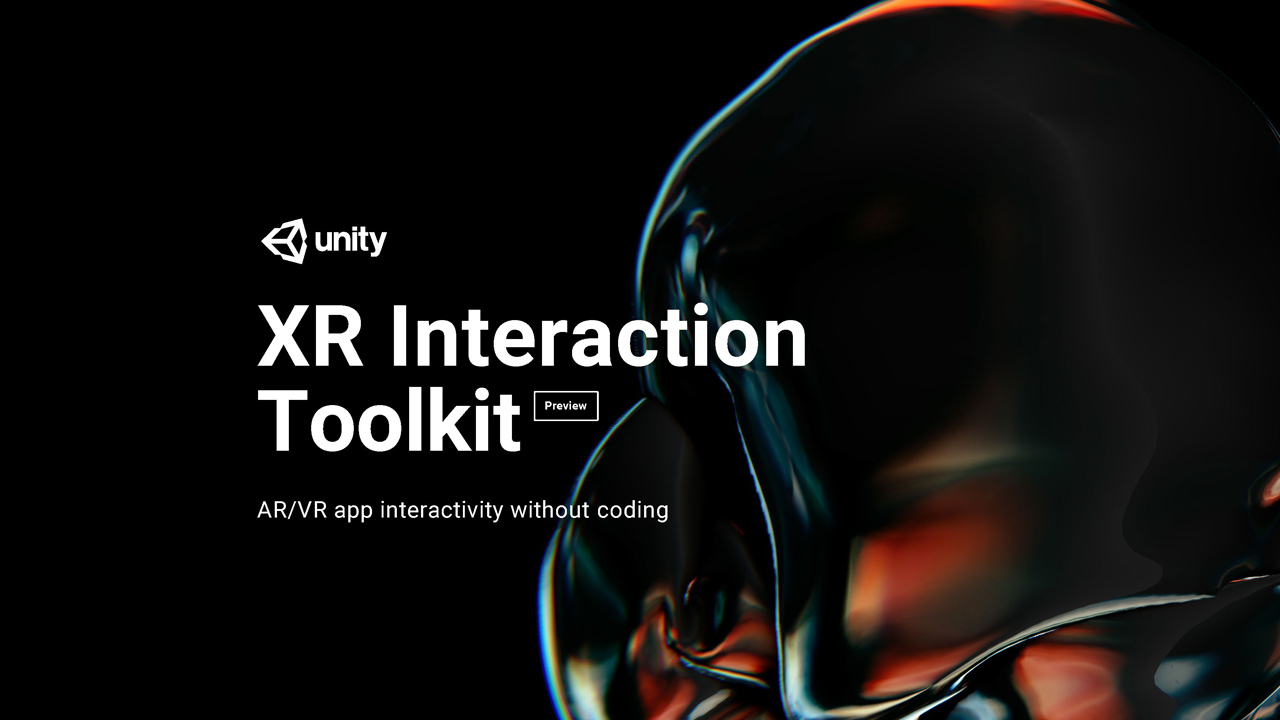 unity
XR Interaction
Toolkit Preview
AR/VR app interactivity without coding